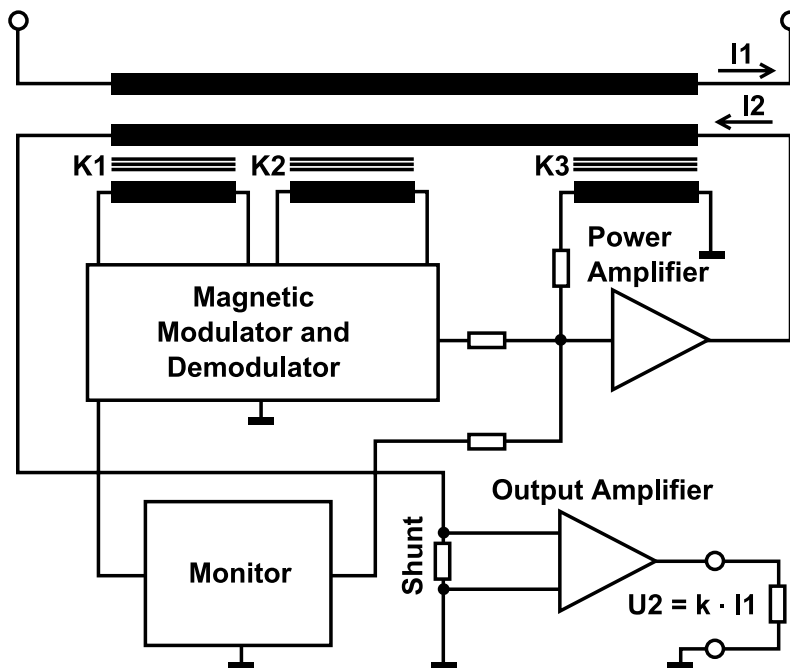 I1
I2
K1
K2
K3
Power
Amplifier
Magnetic
Modulator and
Demodulator
Output Amplifier
Shunt
Monitor
U2 = k · I1